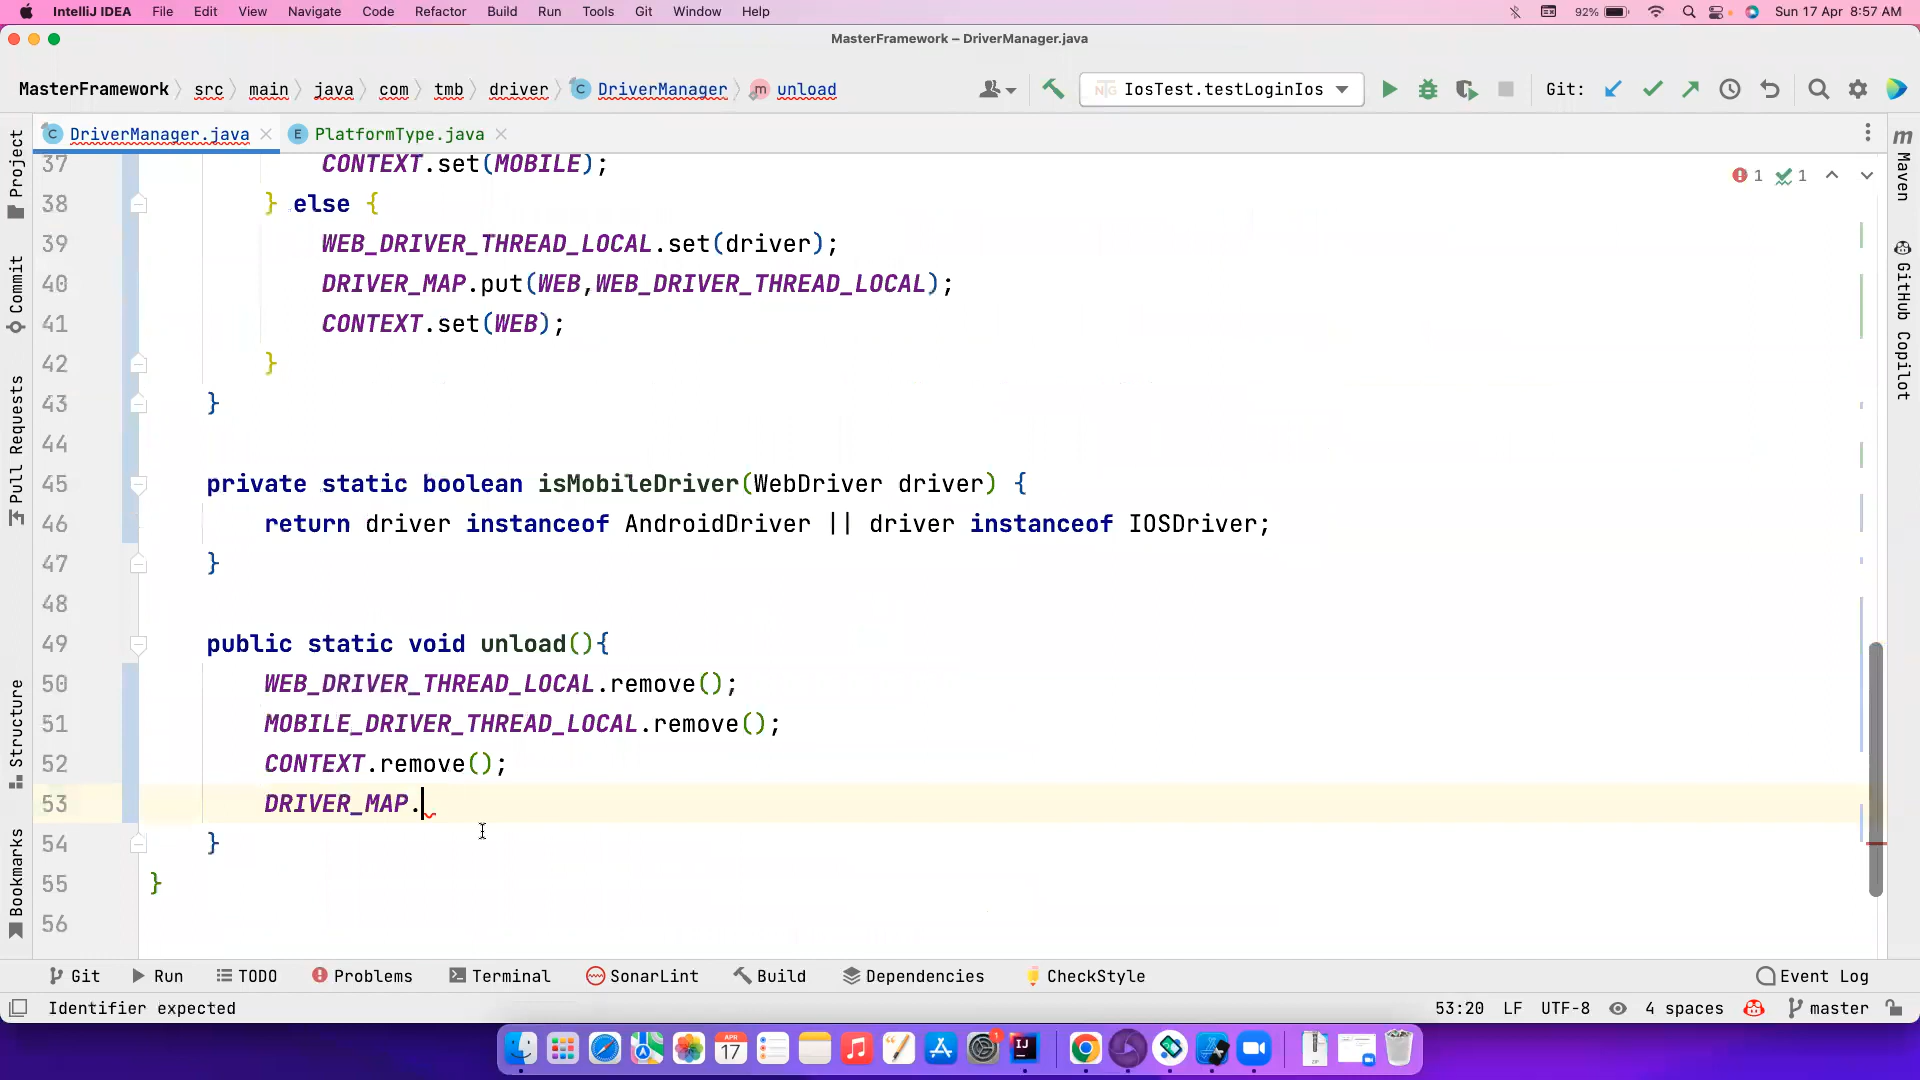 IntelliJ IDEA File Edit View Navigate Code Refactor Build Run Tools Git Window Help 92% Sun 17 Apr 8:57 AM
MasterFramework – DriverManager.java
MasterFramework src main java com tmb driver C DriverManager m unload IosTest.testLoginIos Git:
C DriverManager.java E PlatformType.java
Project
Commit
Pull Requests
Structure
Bookmarks
37 CONTEXT.set(MOBILE);
38 } else {
39 WEB_DRIVER_THREAD_LOCAL.set(driver);
40 DRIVER_MAP.put(WEB,WEB_DRIVER_THREAD_LOCAL);
41 CONTEXT.set(WEB);
42 }
43 }
44
45 private static boolean isMobileDriver(WebDriver driver) {
46 return driver instanceof AndroidDriver || driver instanceof IOSDriver;
47 }
48
49 public static void unload(){
50 WEB_DRIVER_THREAD_LOCAL.remove();
51 MOBILE_DRIVER_THREAD_LOCAL.remove();
52 CONTEXT.remove();
53 DRIVER_MAP.
54 }
55 }
56
1 1
m Maven
GitHub Copilot
Git Run TODO Problems Terminal SonarLint Build Dependencies CheckStyle Event Log
Identifier expected 53:20 LF UTF-8 4 spaces master
APR
17
1
IJ